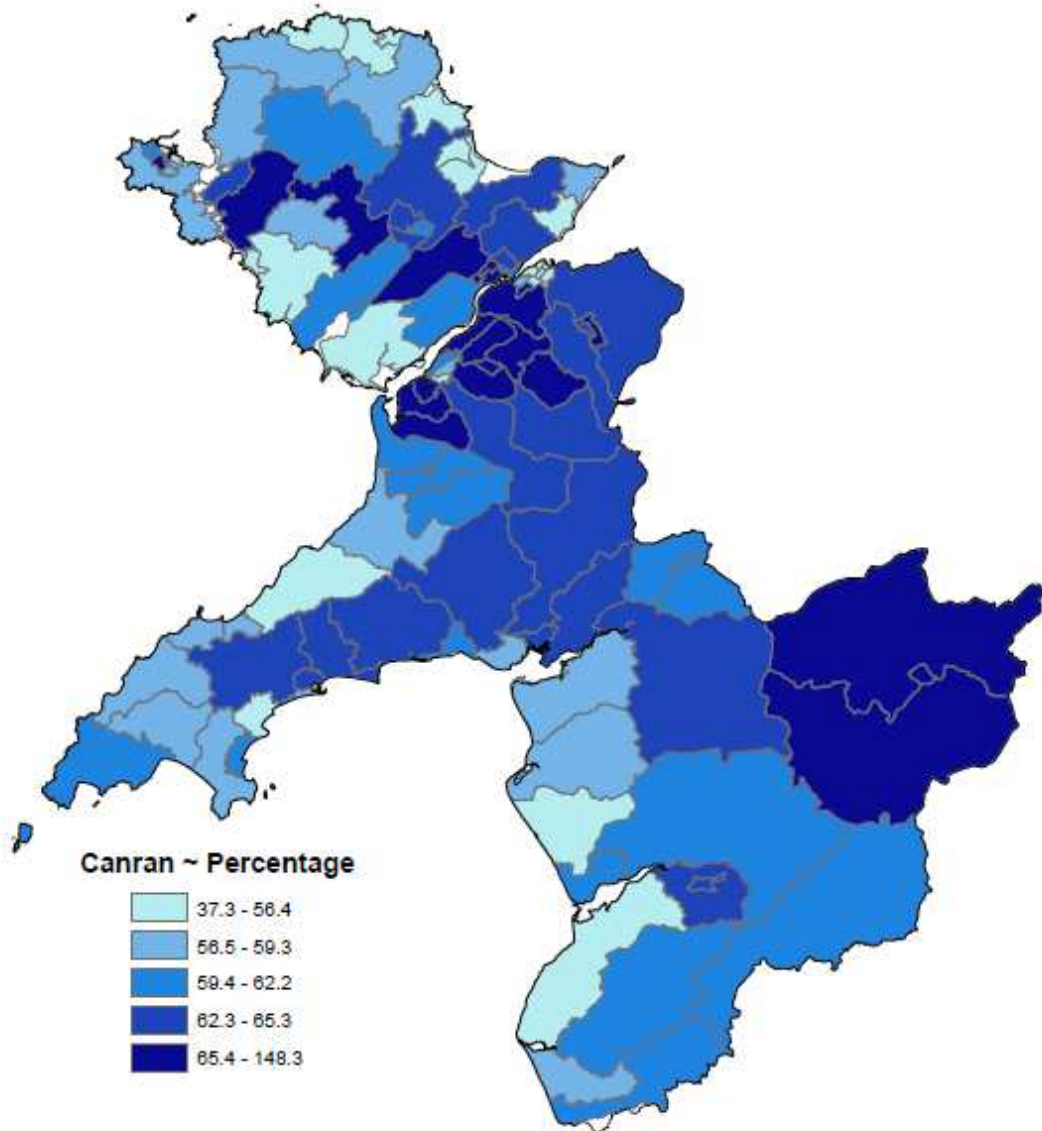 Canran ~ Percentage
37.3 - 56.4
56.5 - 59.3
59.4 - 62.2
62.3 - 65.3
65.4 - 148.3